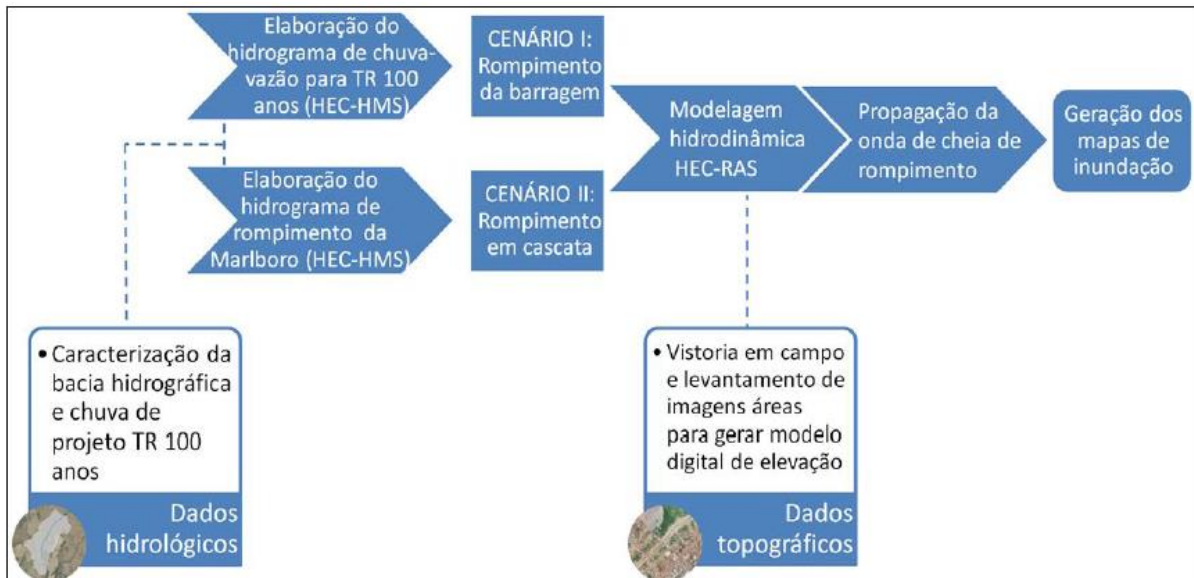 Elaboração do
hidrograma de chuva-
vazão para TR 100
anos (HEC-HMS)
CENÁRIO I:
Rompimento
da barragem
Elaboração do
hidrograma de
rompimento da
Marlboro (HEC-HMS)
CENÁRIO II:
Rompimento
em cascata
Modelagem
hidrodinâmica
HEC-RAS
Propagação da
onda de cheia de
rompimento
Geração dos
mapas de
inundação
• Caracterização da
bacia hidrográfica
e chuva de
projeto TR 100
anos
Dados
hidrológicos
• Vistoria em campo
e levantamento de
imagens áreas
para gerar modelo
digital de elevação
Dados
topográficos